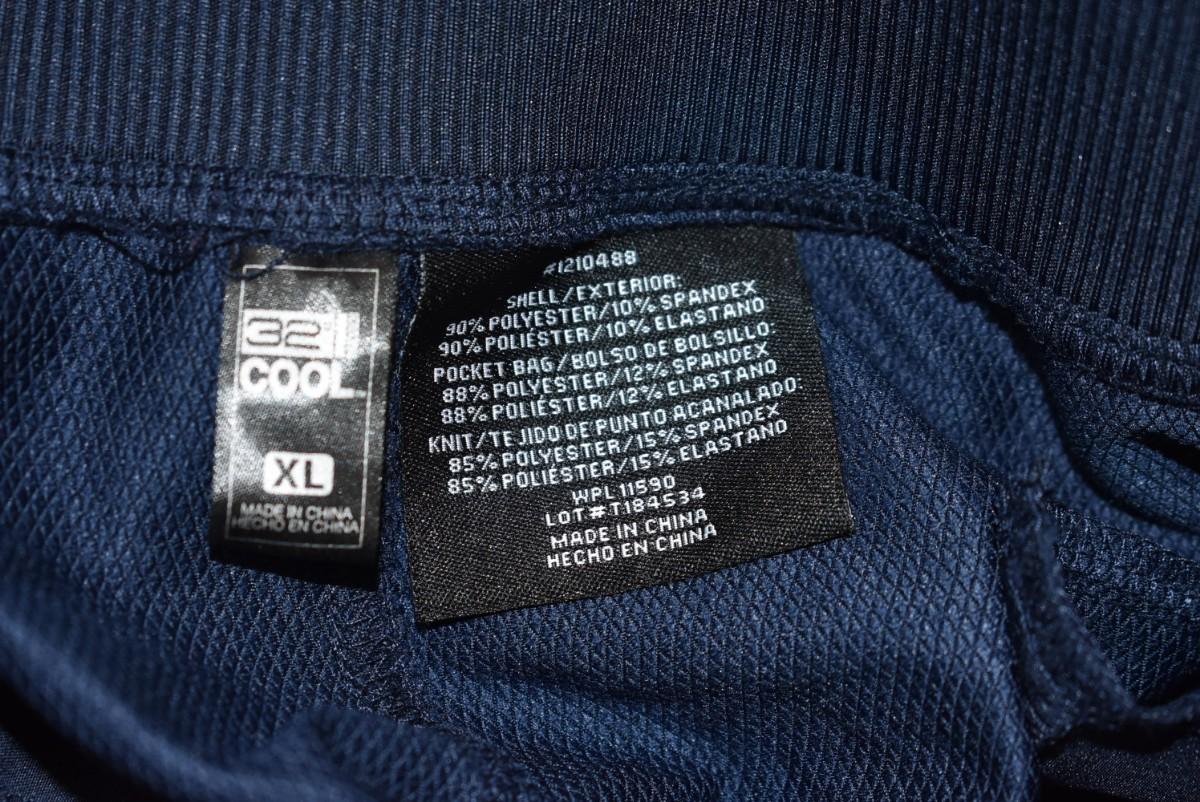 32°
COOL
XL
MADE IN CHINA
HECHO EN CHINA
#1210488
SHELL/EXTERIOR:
90% POLYESTER/10% SPANDEX
90% POLIÉSTER/10% ELASTANO
POCKET BAG/BOLSO DE BOLSILLO:
88% POLYESTER/12% SPANDEX
88% POLIÉSTER/12% ELASTANO
KNIT/TEJIDO DE PUNTO ACANALADO:
85% POLYESTER/15% SPANDEX
85% POLIÉSTER/15% ELASTANO
WPL 11590
LOT#T184534
MADE IN CHINA
HECHO EN CHINA